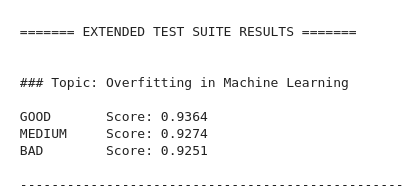 ======= EXTENDED TEST SUITE RESULTS =======
### Topic: Overfitting in Machine Learning
GOOD       Score: 0.9364
MEDIUM     Score: 0.9274
BAD        Score: 0.9251
-------------------------------------------------